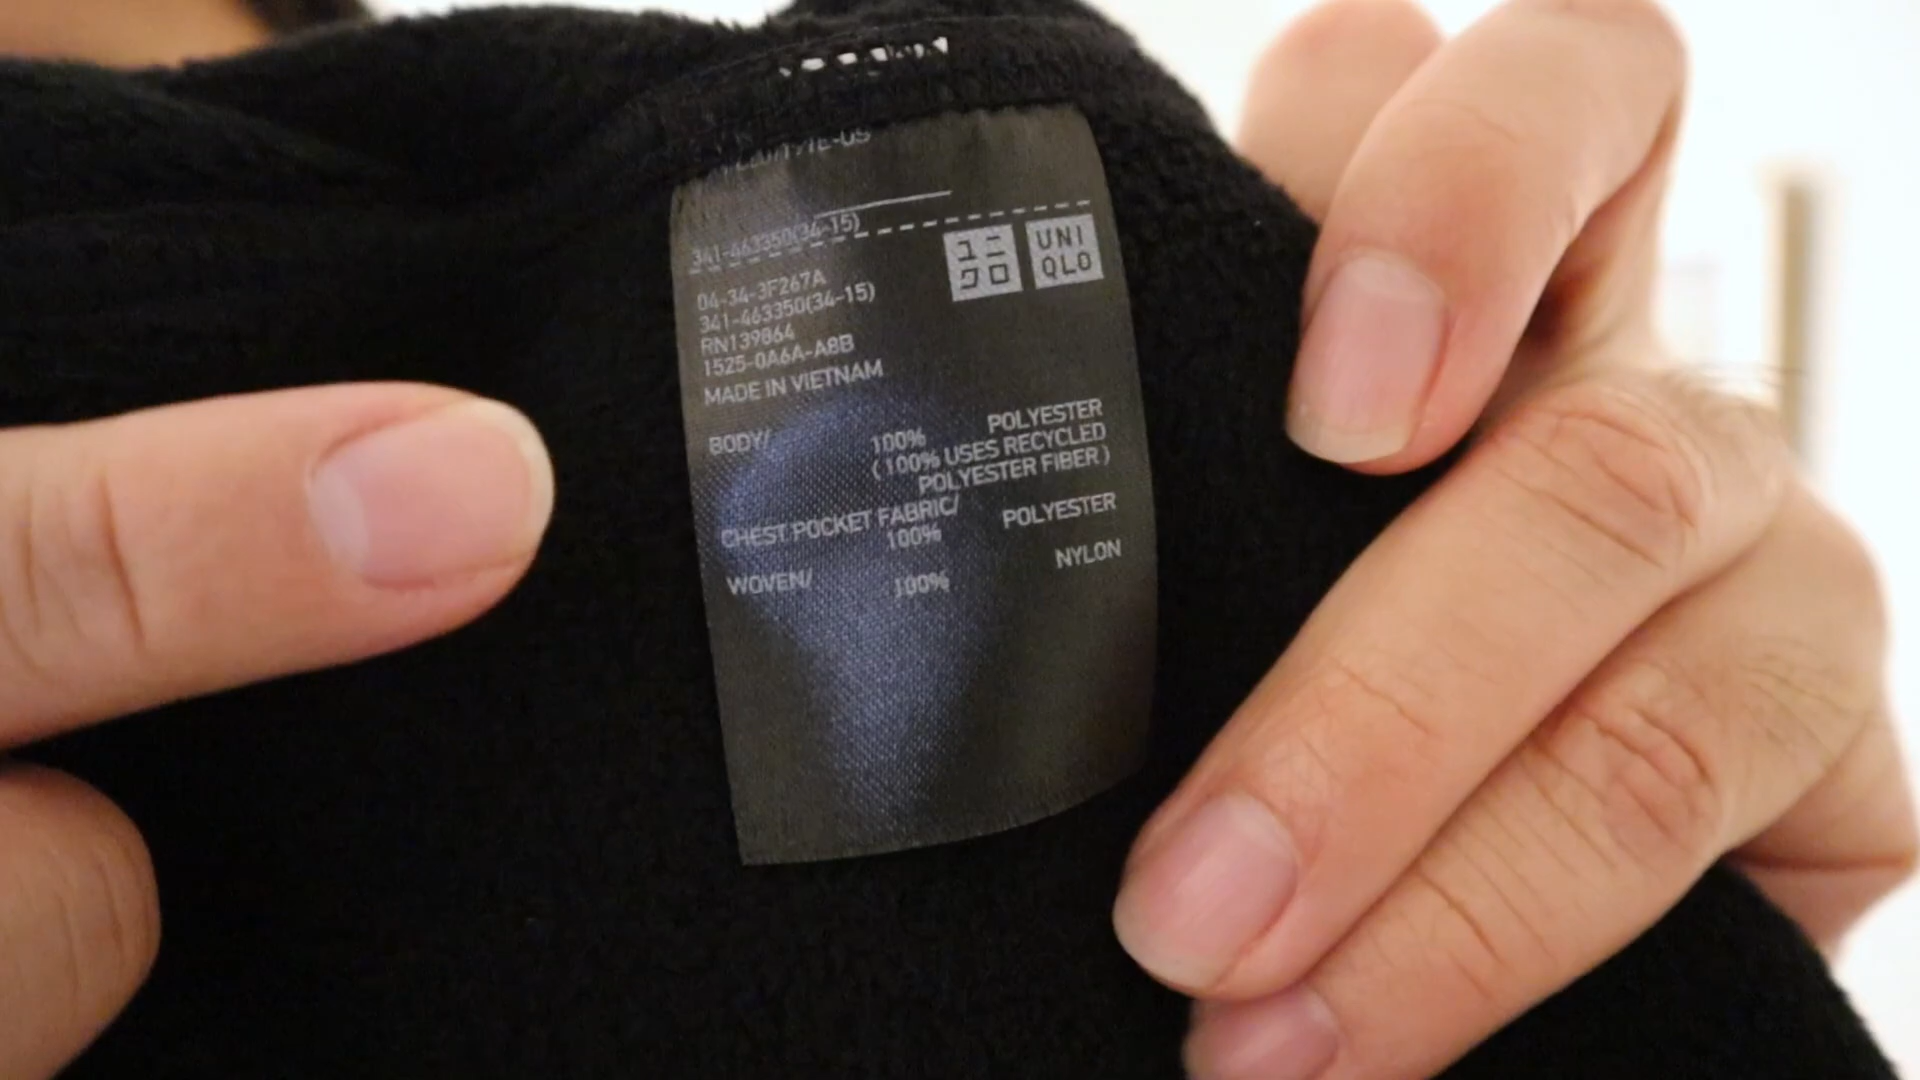 341-463350(34-15)
ユニ
クロ
UNI
QLO
04-34-3F267A
341-463350(34-15)
RN139864
1525-0A6A-A8B
MADE IN VIETNAM
BODY/ 100% POLYESTER
(100% USES RECYCLED
POLYESTER FIBER)
CHEST POCKET FABRIC/
100% POLYESTER
WOVEN/ 100% NYLON